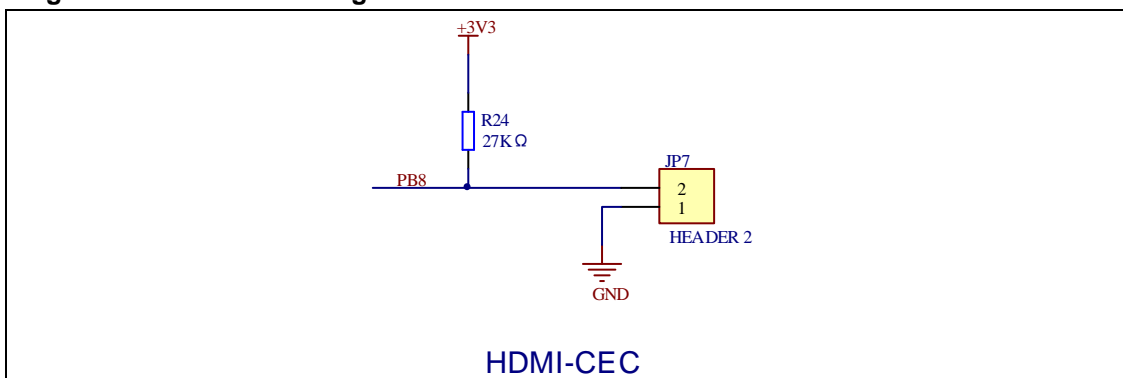 +3V3
R24
27KΩ
PB8
JP7
2
1
HEADER 2
GND
HDMI-CEC